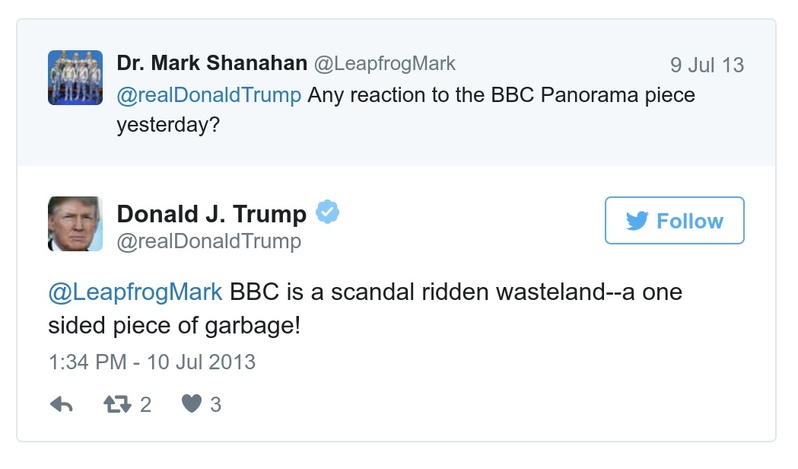 Dr. Mark Shanahan @LeapfrogMark 9 Jul 13
@realDonaldTrump Any reaction to the BBC Panorama piece
yesterday?
Donald J. Trump
@realDonaldTrump
Follow
@LeapfrogMark BBC is a scandal ridden wasteland--a one
sided piece of garbage!
1:34 PM - 10 Jul 2013
2 3